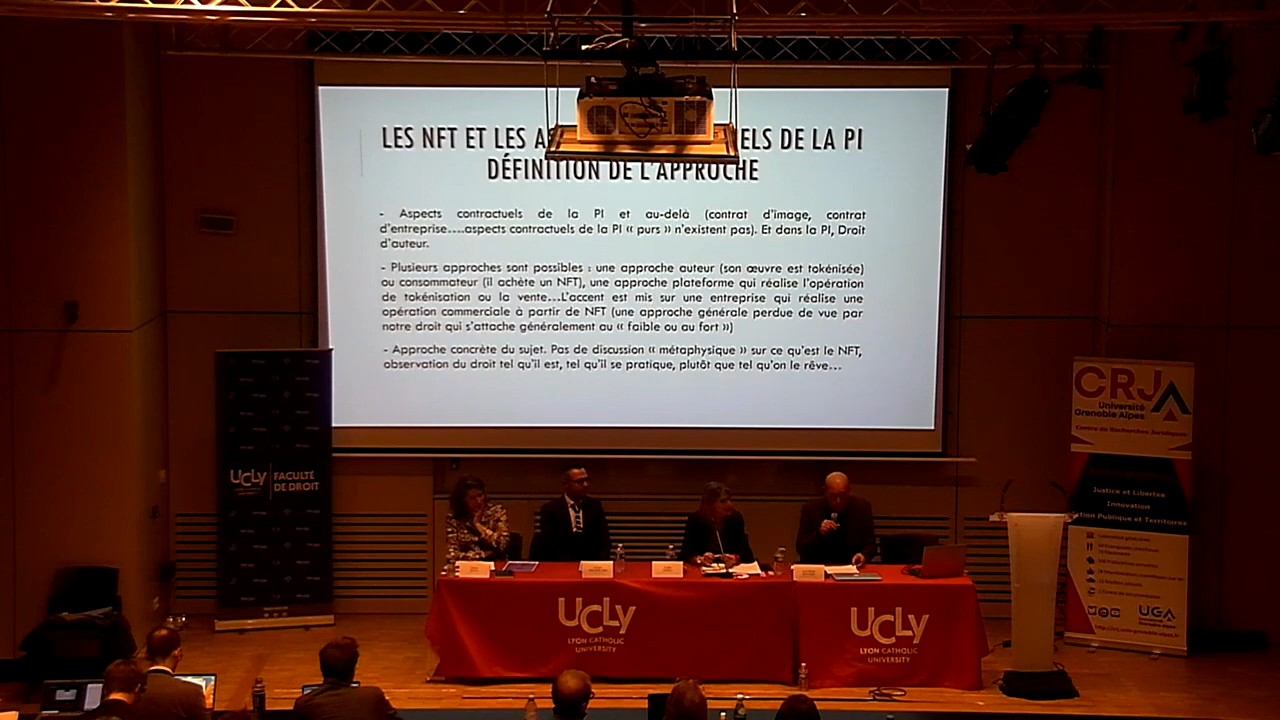 LES NFT ET LES A ELS DE LA PI
DÉFINITION DE L'APPROCHE
- Aspects contractuels de la PI et au-delà (contrat d'image, contrat
d'entreprise....aspects contractuels de la PI « purs » n'existent pas). Et dans la PI, Droit
d'auteur.
- Plusieurs approches sont possibles : une approche auteur (son œuvre est tokénisée)
ou consommateur (il achète un NFT), une approche plateforme qui réalise l'opération
de tokénisation ou la vente...L'accent est mis sur une entreprise qui réalise une
opération commerciale à partir de NFT (une approche générale perdue de vue par
notre droit qui s'attache généralement au « faible ou au fort »)
- Approche concrète du sujet. Pas de discussion « métaphysique » sur ce qu'est le NFT,
observation du droit tel qu'il est, tel qu'il se pratique, plutôt que tel qu'on le rêve...
UCLy
FACULTÉ
DE DROIT
CRJ
Université
Grenoble Alpes
Centre de Recherches Juridiques
Justice et Libertés
Innovation
tion Publique et Territoires
UGA
Université
Grenoble Alpes
UCLy
LYON CATHOLIC
UNIVERSITY
UCLy
LYON CATHOLIC
UNIVERSITY